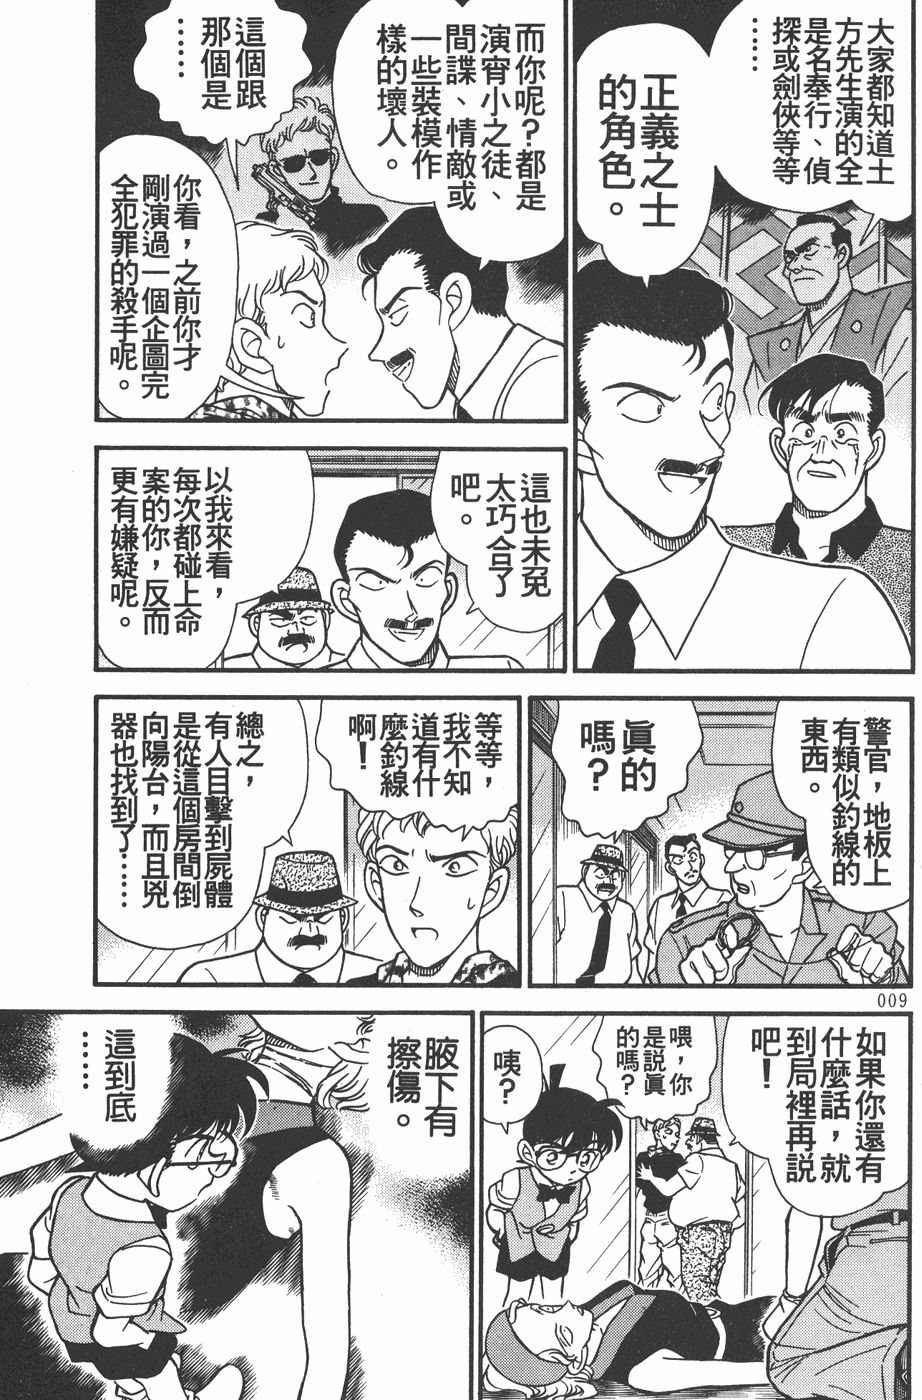 大家都知道土
方先生演的全
是名奉行、偵
探或劍俠等等
……
正義之士
的角色。
而你呢？都是
演宵小之徒、
間諜、情敵或
一些裝模作
樣的壞人。
這個跟
那個是
……
你看，之前你才
剛演過一個企圖完
全犯罪的殺手呢。
這也未免
太巧合了
吧。
以我來看，
每次都碰上命
案的你，反而
更有嫌疑呢。
警官，地板上
有類似釣線的
東西。
眞的
嗎？
等等，
我不知
道有什
麼釣線
啊！
總之，
有人目擊到屍體
是從這個房間倒
向陽台，而且兇
器也找到了……
009
如果你還有
什麼話，就
到局裡再説
吧！
喂，你
是説眞
的嗎？
咦？
腋下有
擦傷。
這到底
……